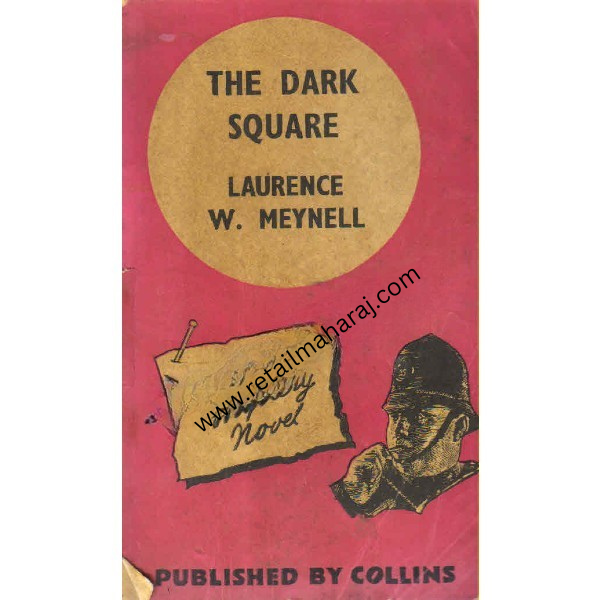 THE DARK
SQUARE
LAURENCE
W. MEYNELL
www.retailmaharaj.com
Mystery
Novel
PUBLISHED BY COLLINS